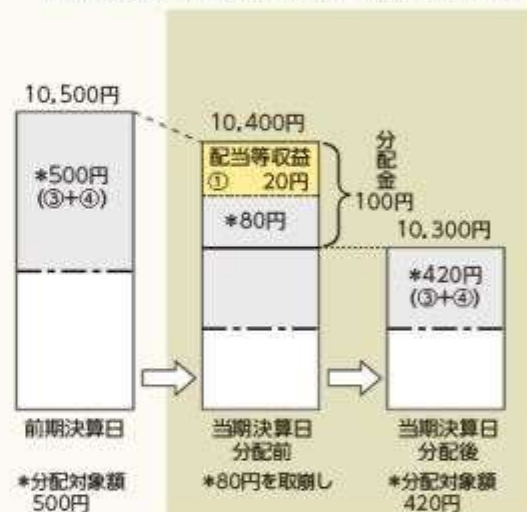 10,500円
*500円
(③+④)
10,400円
配当等収益
① 20円
*80円
分配金
100円
10,300円
*420円
(③+④)
前期決算日
当期決算日
分配前
当期決算日
分配後
*分配対象額
500円
*80円を取崩し
*分配対象額
420円